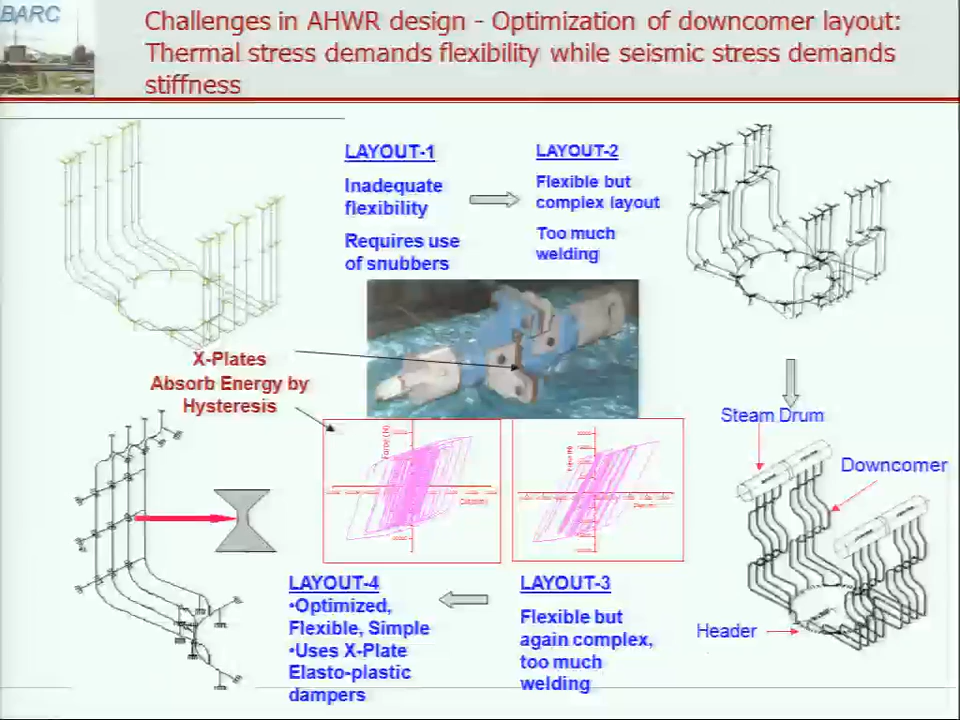 BARC
Challenges in AHWR design - Optimization of downcomer layout:
Thermal stress demands flexibility while seismic stress demands
stiffness
LAYOUT-1
Inadequate
flexibility
Requires use
of snubbers
LAYOUT-2
Flexible but
complex layout
Too much
welding
X-Plates
Absorb Energy by
Hysteresis
Steam Drum
Downcomer
Header
LAYOUT-4
•Optimized,
Flexible, Simple
•Uses X-Plate
Elasto-plastic
dampers
LAYOUT-3
Flexible but
again complex,
too much
welding